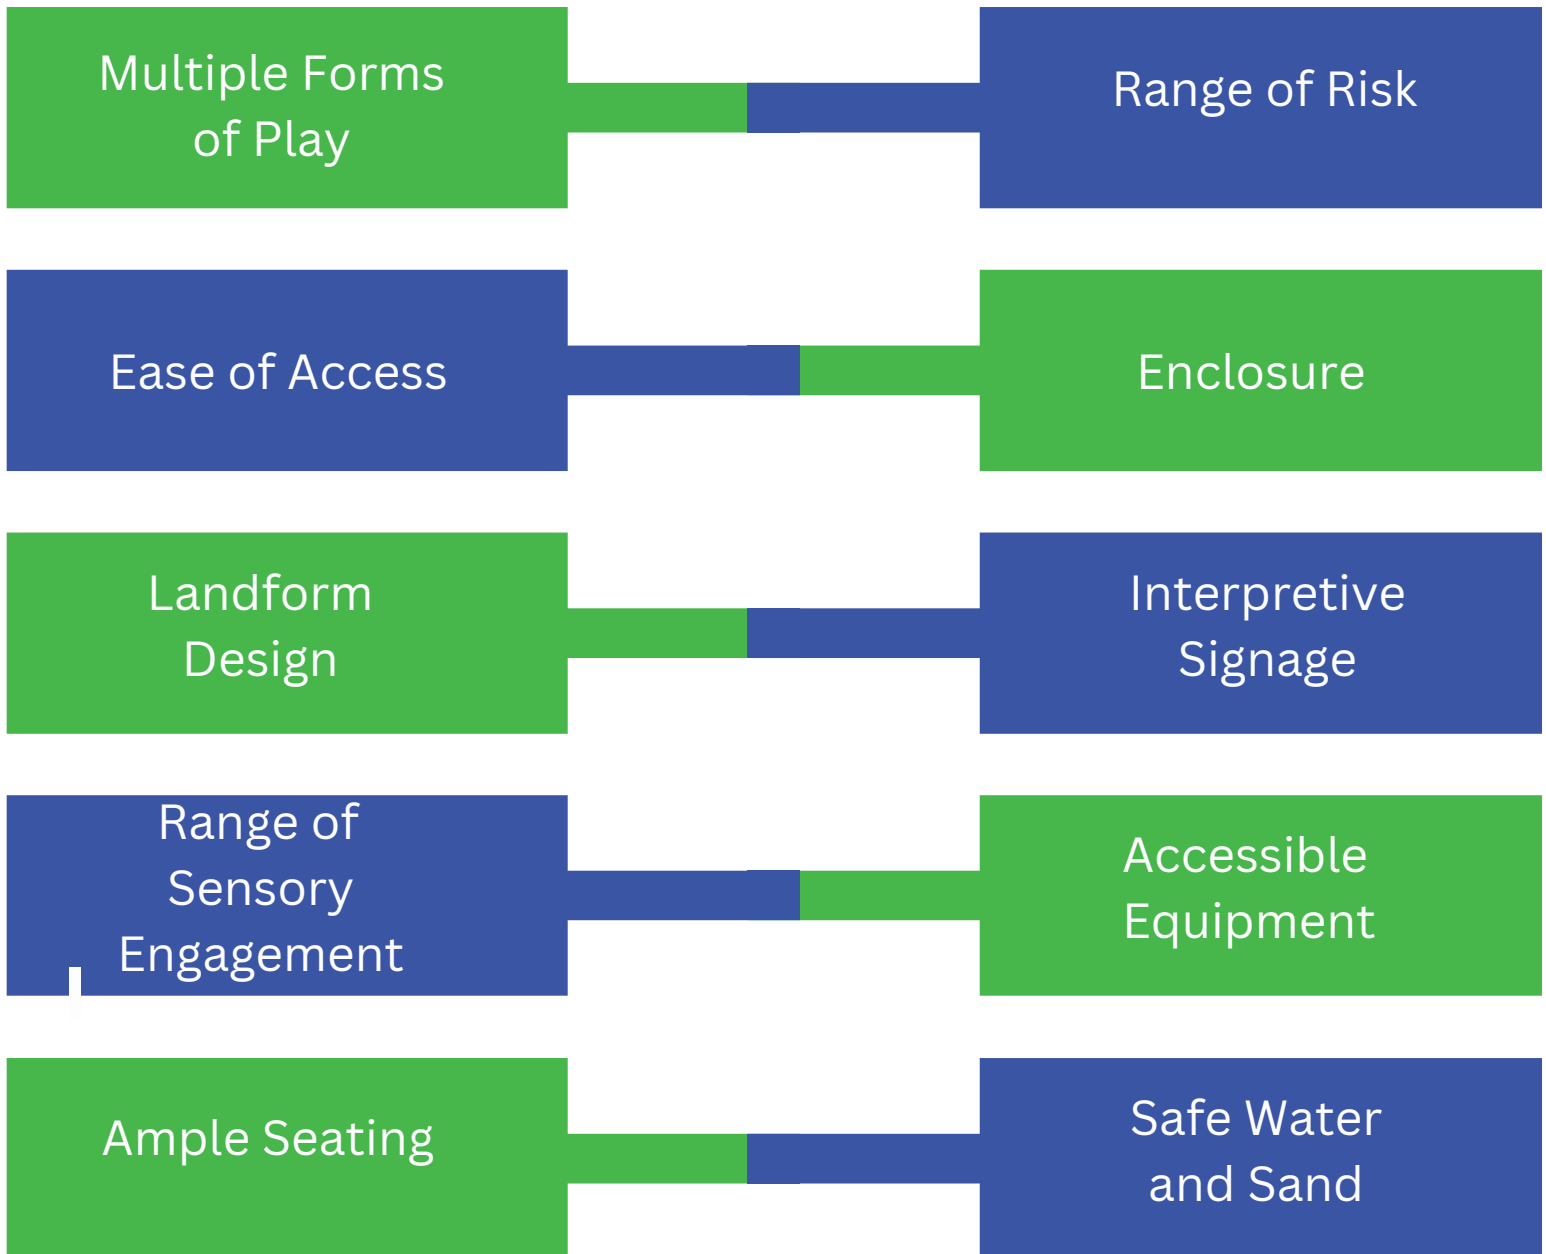 Multiple Forms
of Play
Range of Risk
Ease of Access
Enclosure
Landform
Design
Interpretive
Signage
Range of
Sensory
Engagement
Accessible
Equipment
Ample Seating
Safe Water
and Sand